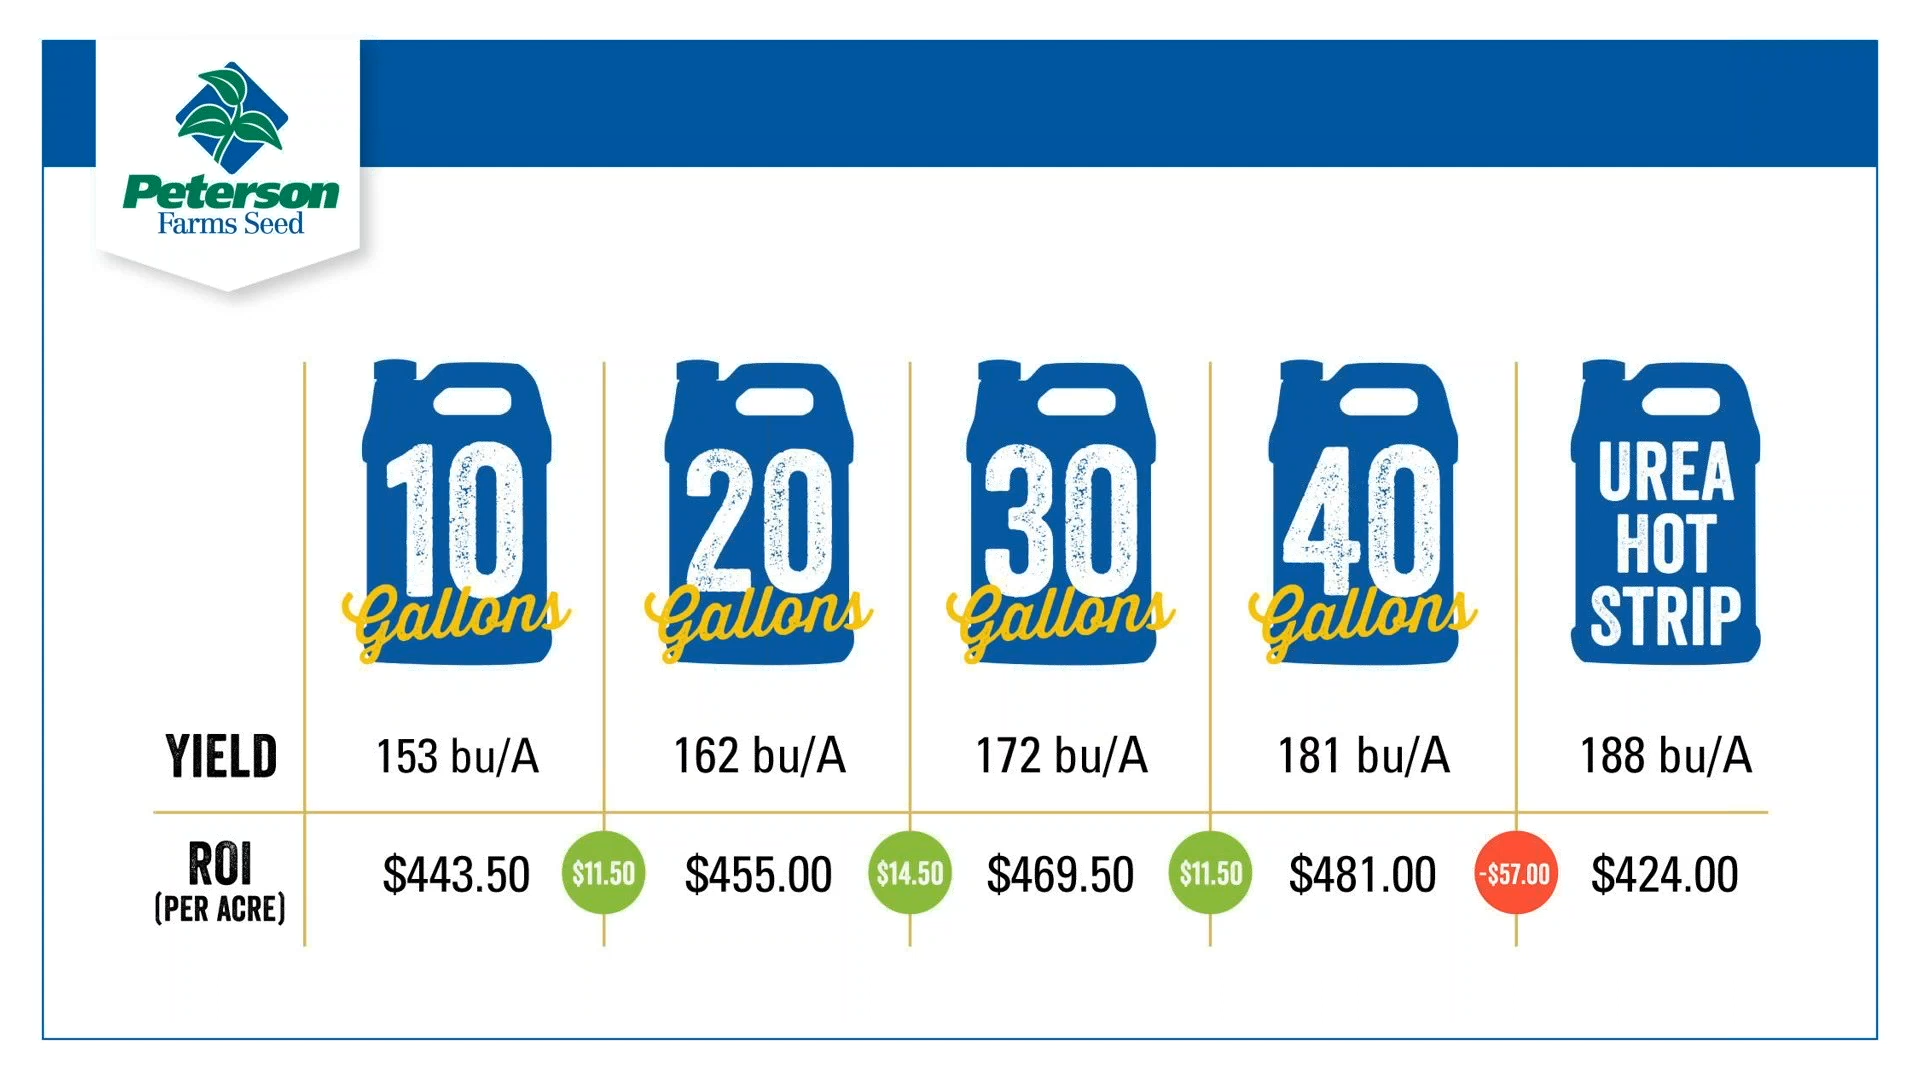 Peterson
Farms Seed
10
Gallons
20
Gallons
30
Gallons
40
Gallons
UREA
HOT
STRIP
YIELD
153 bu/A
162 bu/A
172 bu/A
181 bu/A
188 bu/A
ROI
(PER ACRE)
$443.50
$11.50
$455.00
$14.50
$469.50
$11.50
$481.00
-$57.00
$424.00